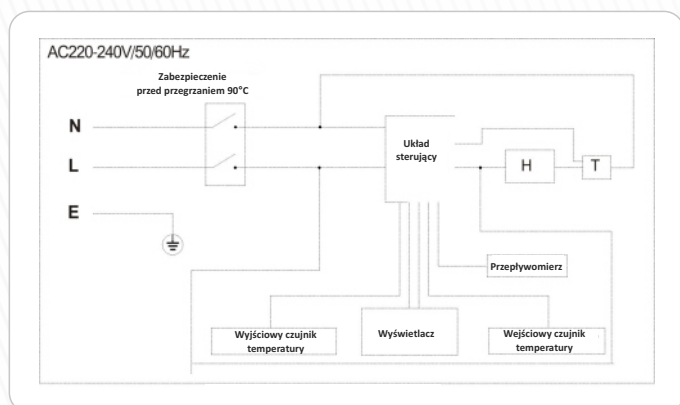 AC220-240V/50/60Hz
Zabezpieczenie
przed przegrzaniem 90°C
N
L
E
Układ
sterujący
H
T
Przepływomierz
Wyjściowy czujnik
temperatury
Wyświetlacz
Wejściowy czujnik
temperatury